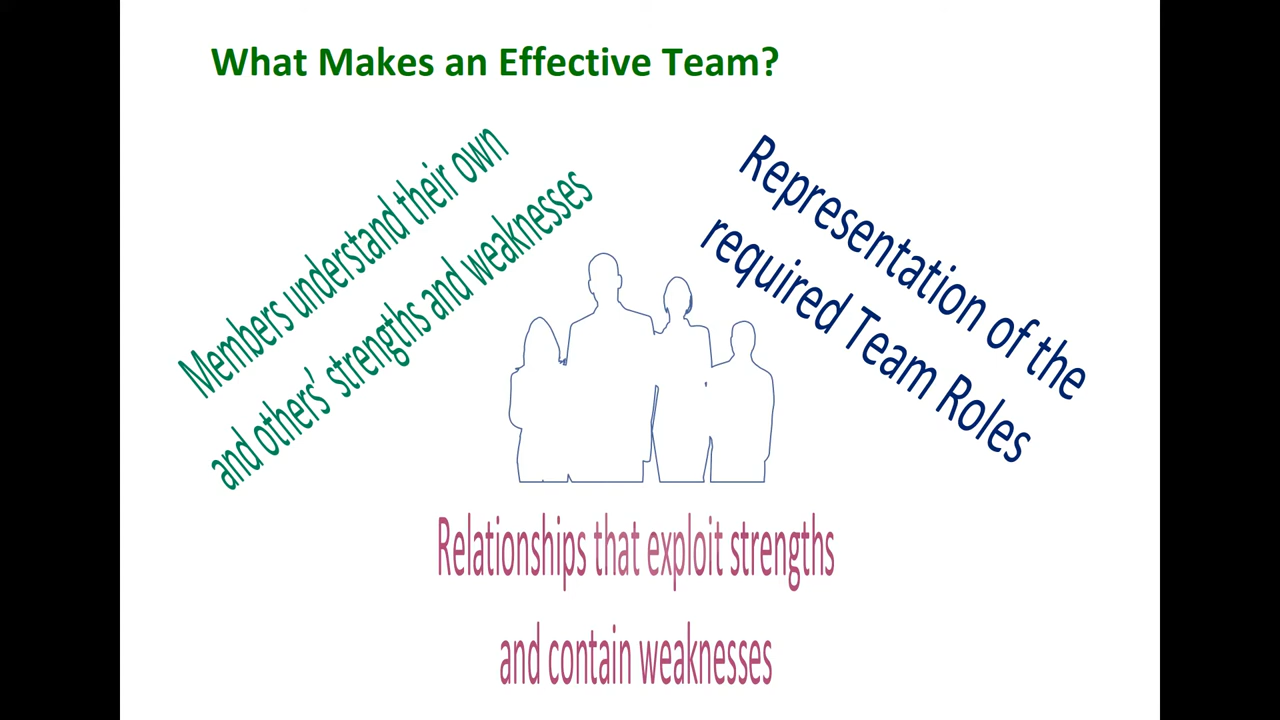 What Makes an Effective Team?
Members understand their own
and others' strengths and weaknesses
Representation of the
required Team Roles
Relationships that exploit strengths
and contain weaknesses